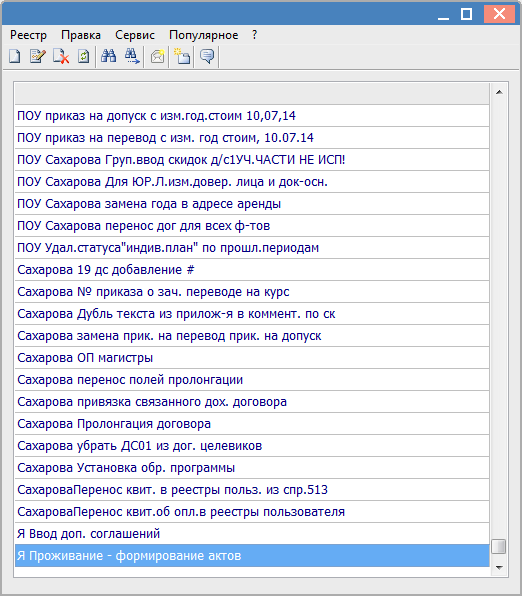 Реестр Правка Сервис Популярное ?
ПОУ приказ на допуск с изм.год.стоим 10,07,14
ПОУ приказ на перевод с изм. год стоим, 10.07.14
ПОУ Сахарова Груп.ввод скидок д/с1УЧ.ЧАСТИ НЕ ИСП!
ПОУ Сахарова Для ЮР.Л.изм.довер. лица и док-осн.
ПОУ Сахарова замена года в адресе аренды
ПОУ Сахарова перенос дог для всех ф-тов
ПОУ Удал.статуса"индив.план" по прошл.периодам
Сахарова 19 дс добавление #
Сахарова № приказа о зач. переводе на курс
Сахарова Дубль текста из прилож-я в коммент. по ск
Сахарова замена прик. на перевод прик. на допуск
Сахарова ОП магистры
Сахарова перенос полей пролонгации
Сахарова привязка связанного дох. договора
Сахарова Пролонгация договора
Сахарова убрать ДС01 из дог. целевиков
Сахарова Установка обр. программы
СахароваПеренос квит. в реестры польз. из спр.513
СахароваПеренос квит.об опл.в реестры пользователя
Я Ввод доп. соглашений
Я Проживание - формирование актов